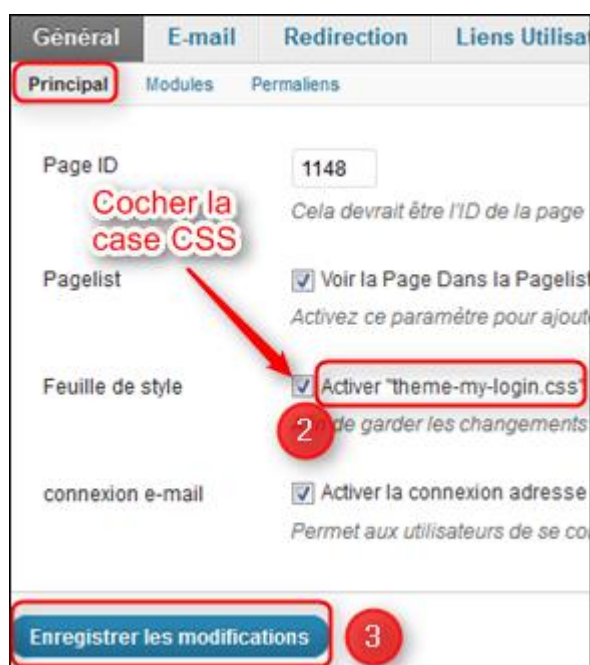 Général E-mail Redirection Liens Utilisat
Principal Modules Permaliens
Page ID 1148
Cela devrait être l'ID de la page
Cocher la
case CSS
Pagelist Voir la Page Dans la Pagelist
Activez ce paramètre pour ajoute
Feuille de style Activer "theme-my-login.css"
2 de garder les changements
connexion e-mail Activer la connexion adresse
Permet aux utilisateurs de se co
Enregistrer les modifications 3